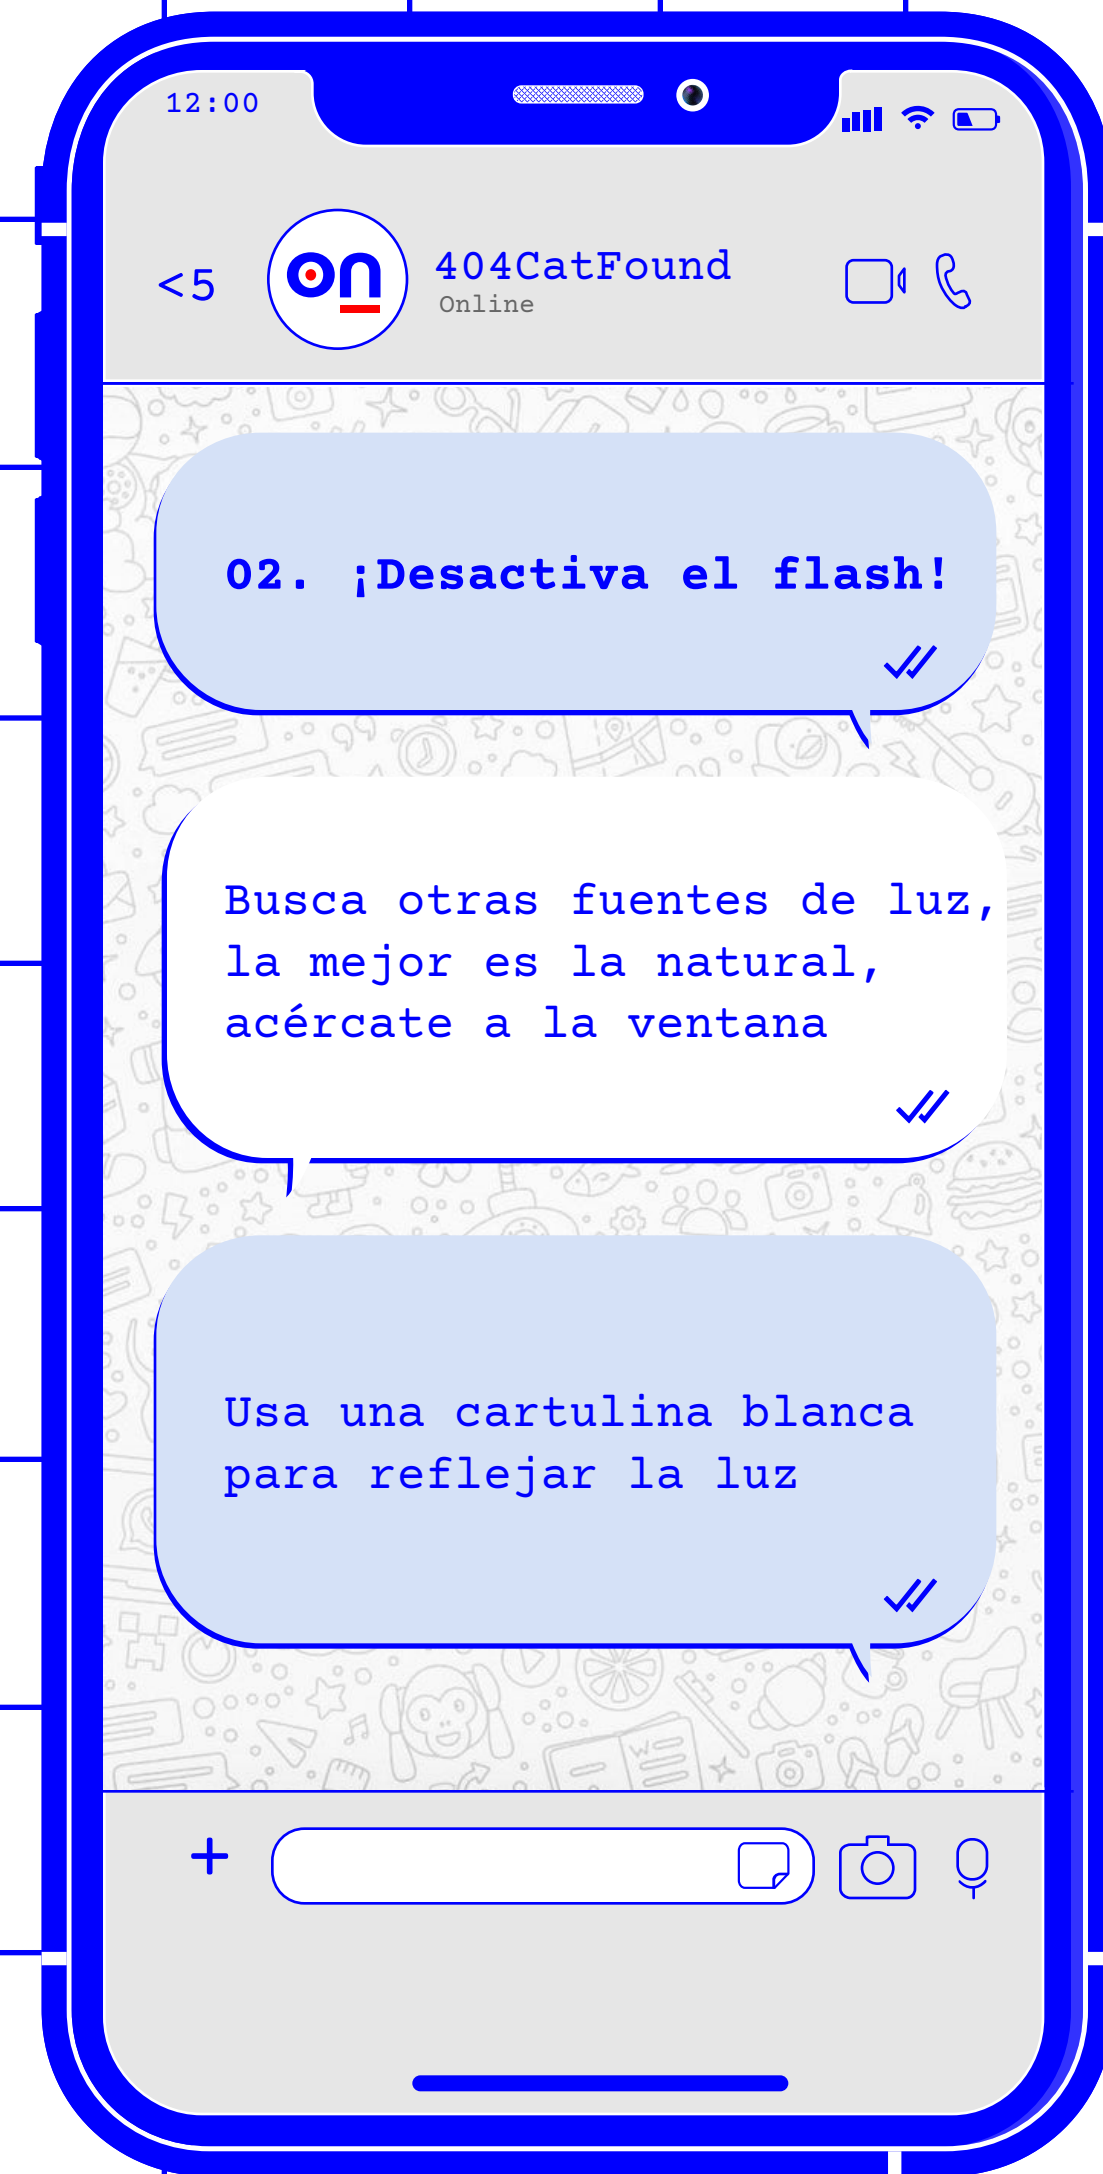 12:00
<5
on
404CatFound
Online
02. ¡Desactiva el flash!
Busca otras fuentes de luz,
la mejor es la natural,
acércate a la ventana
Usa una cartulina blanca
para reflejar la luz